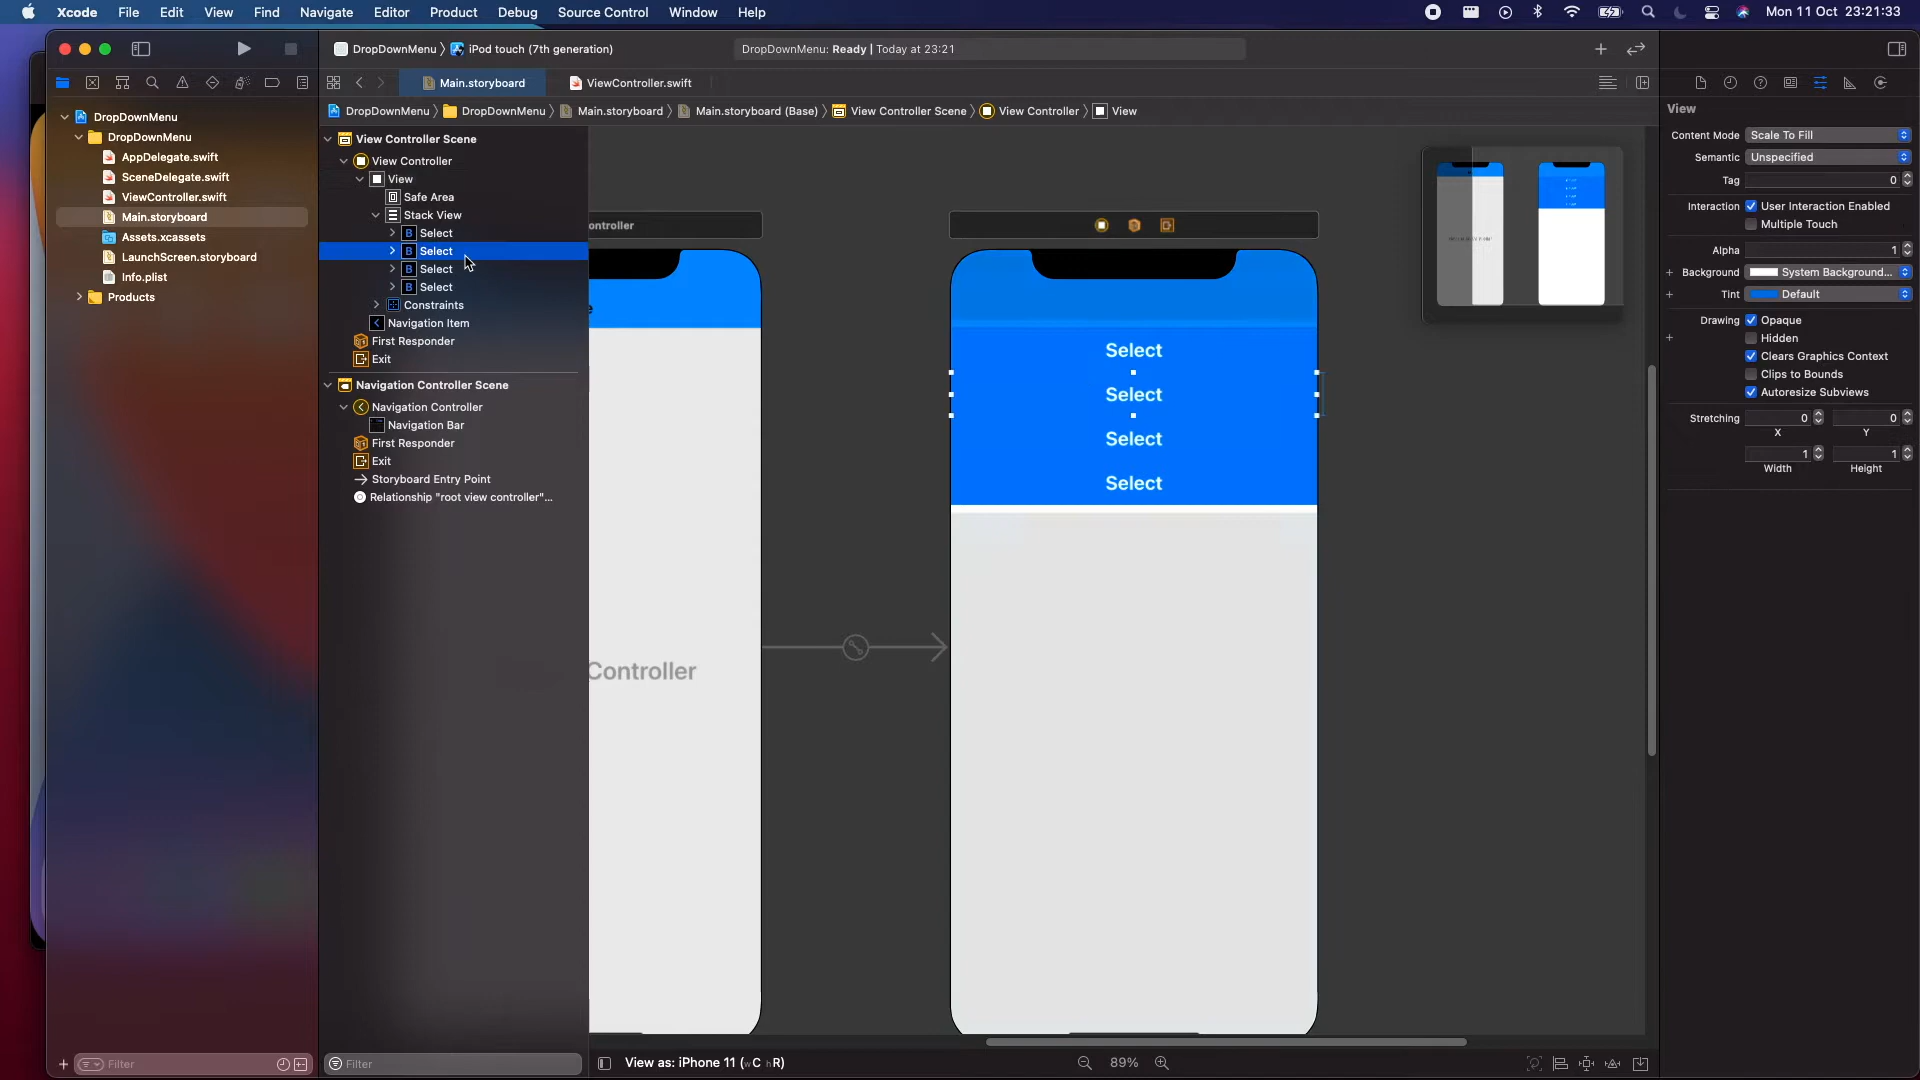 Xcode File Edit View Find Navigate Editor Product Debug Source Control Window Help Mon 11 Oct 23:21:33
DropDownMenu iPod touch (7th generation) DropDownMenu: Ready | Today at 23:21
Main.storyboard ViewController.swift
DropDownMenu DropDownMenu Main.storyboard Main.storyboard (Base) View Controller Scene View Controller View
DropDownMenu
DropDownMenu
AppDelegate.swift
SceneDelegate.swift
ViewController.swift
Main.storyboard
Assets.xcassets
LaunchScreen.storyboard
Info.plist
Products
View Controller Scene
View Controller
View
Safe Area
Stack View
B Select
B Select
B Select
B Select
Constraints
Navigation Item
First Responder
Exit
Navigation Controller Scene
Navigation Controller
Navigation Bar
First Responder
Exit
Storyboard Entry Point
Relationship "root view controller"...
ontroller
e
Controller
Select
Select
Select
Select
View
Content Mode Scale To Fill
Semantic Unspecified
Tag 0
Interaction User Interaction Enabled
Multiple Touch
Alpha 1
+ Background System Background...
+ Tint Default
Drawing Opaque
+ Hidden
Clears Graphics Context
Clips to Bounds
Autoresize Subviews
Stretching 0 0
X Y
1 1
Width Height
Filter
Filter
View as: iPhone 11 (wC hR)
89%